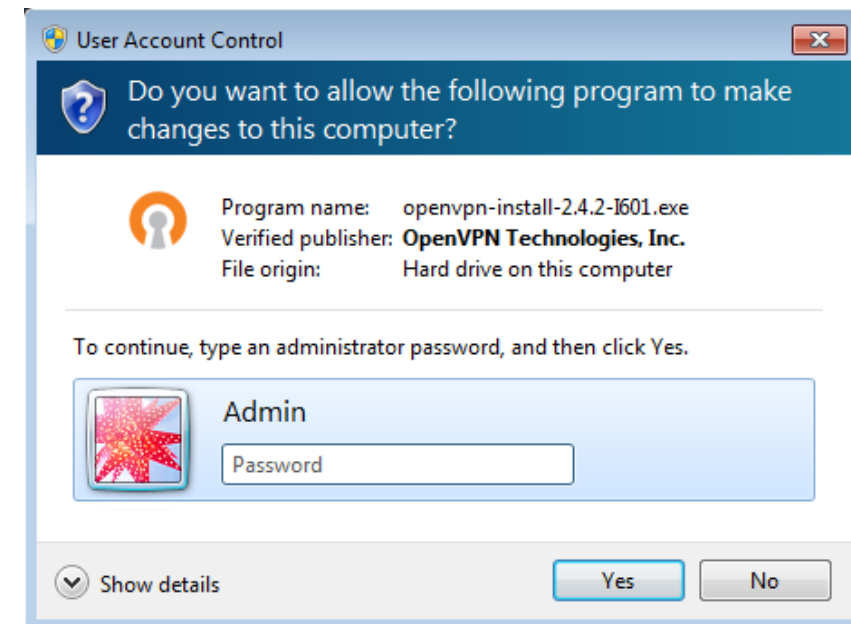 User Account Control
Do you want to allow the following program to make
changes to this computer?
Program name: openvpn-install-2.4.2-I601.exe
Verified publisher: OpenVPN Technologies, Inc.
File origin: Hard drive on this computer
To continue, type an administrator password, and then click Yes.
Admin
Password
Show details
Yes
No